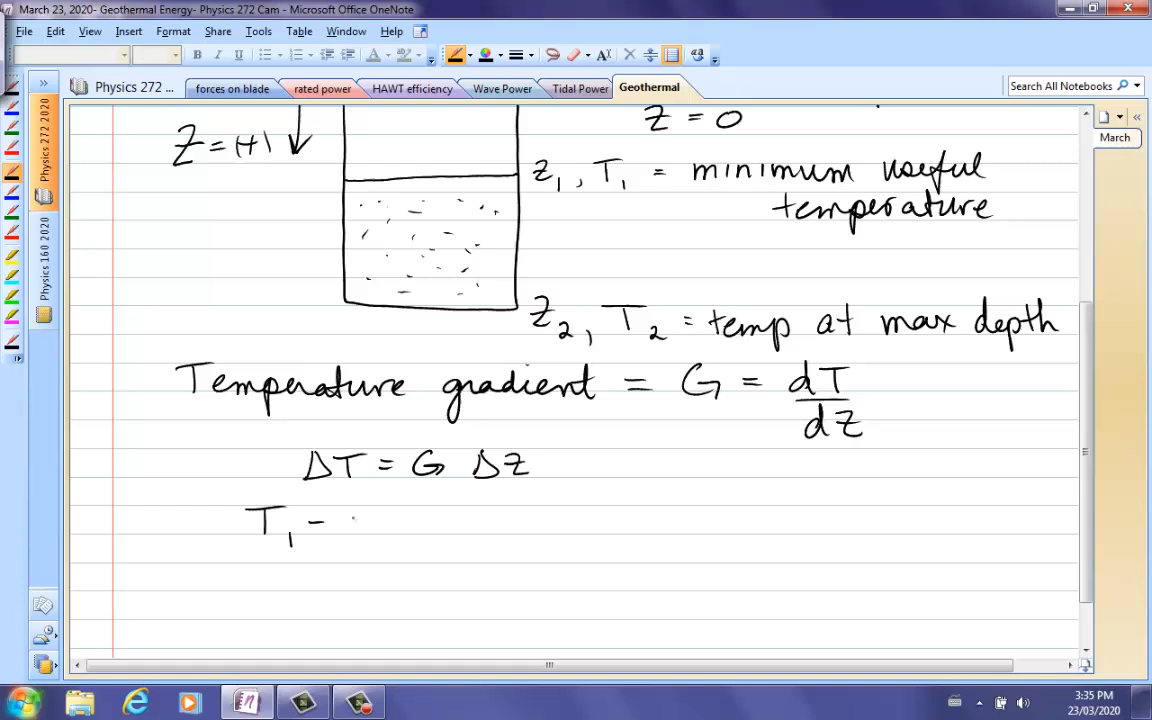 March 23, 2020- Geothermal Energy- Physics 272 Cam - Microsoft Office OneNote
File Edit View Insert Format Share Tools Table Window Help
Physics 272 ... forces on blade rated power HAWT efficiency Wave Power Tidal Power Geothermal Search All Notebooks
March
Physics 272 2020
Physics 160 2020
Z = 0
Z = (+)
Z1, T1 = minimum useful
temperature
Z2, T2 = temp at max depth
Temperature gradient = G = dT/dZ
ΔT = G ΔZ
T1 -
3:35 PM
23/03/2020